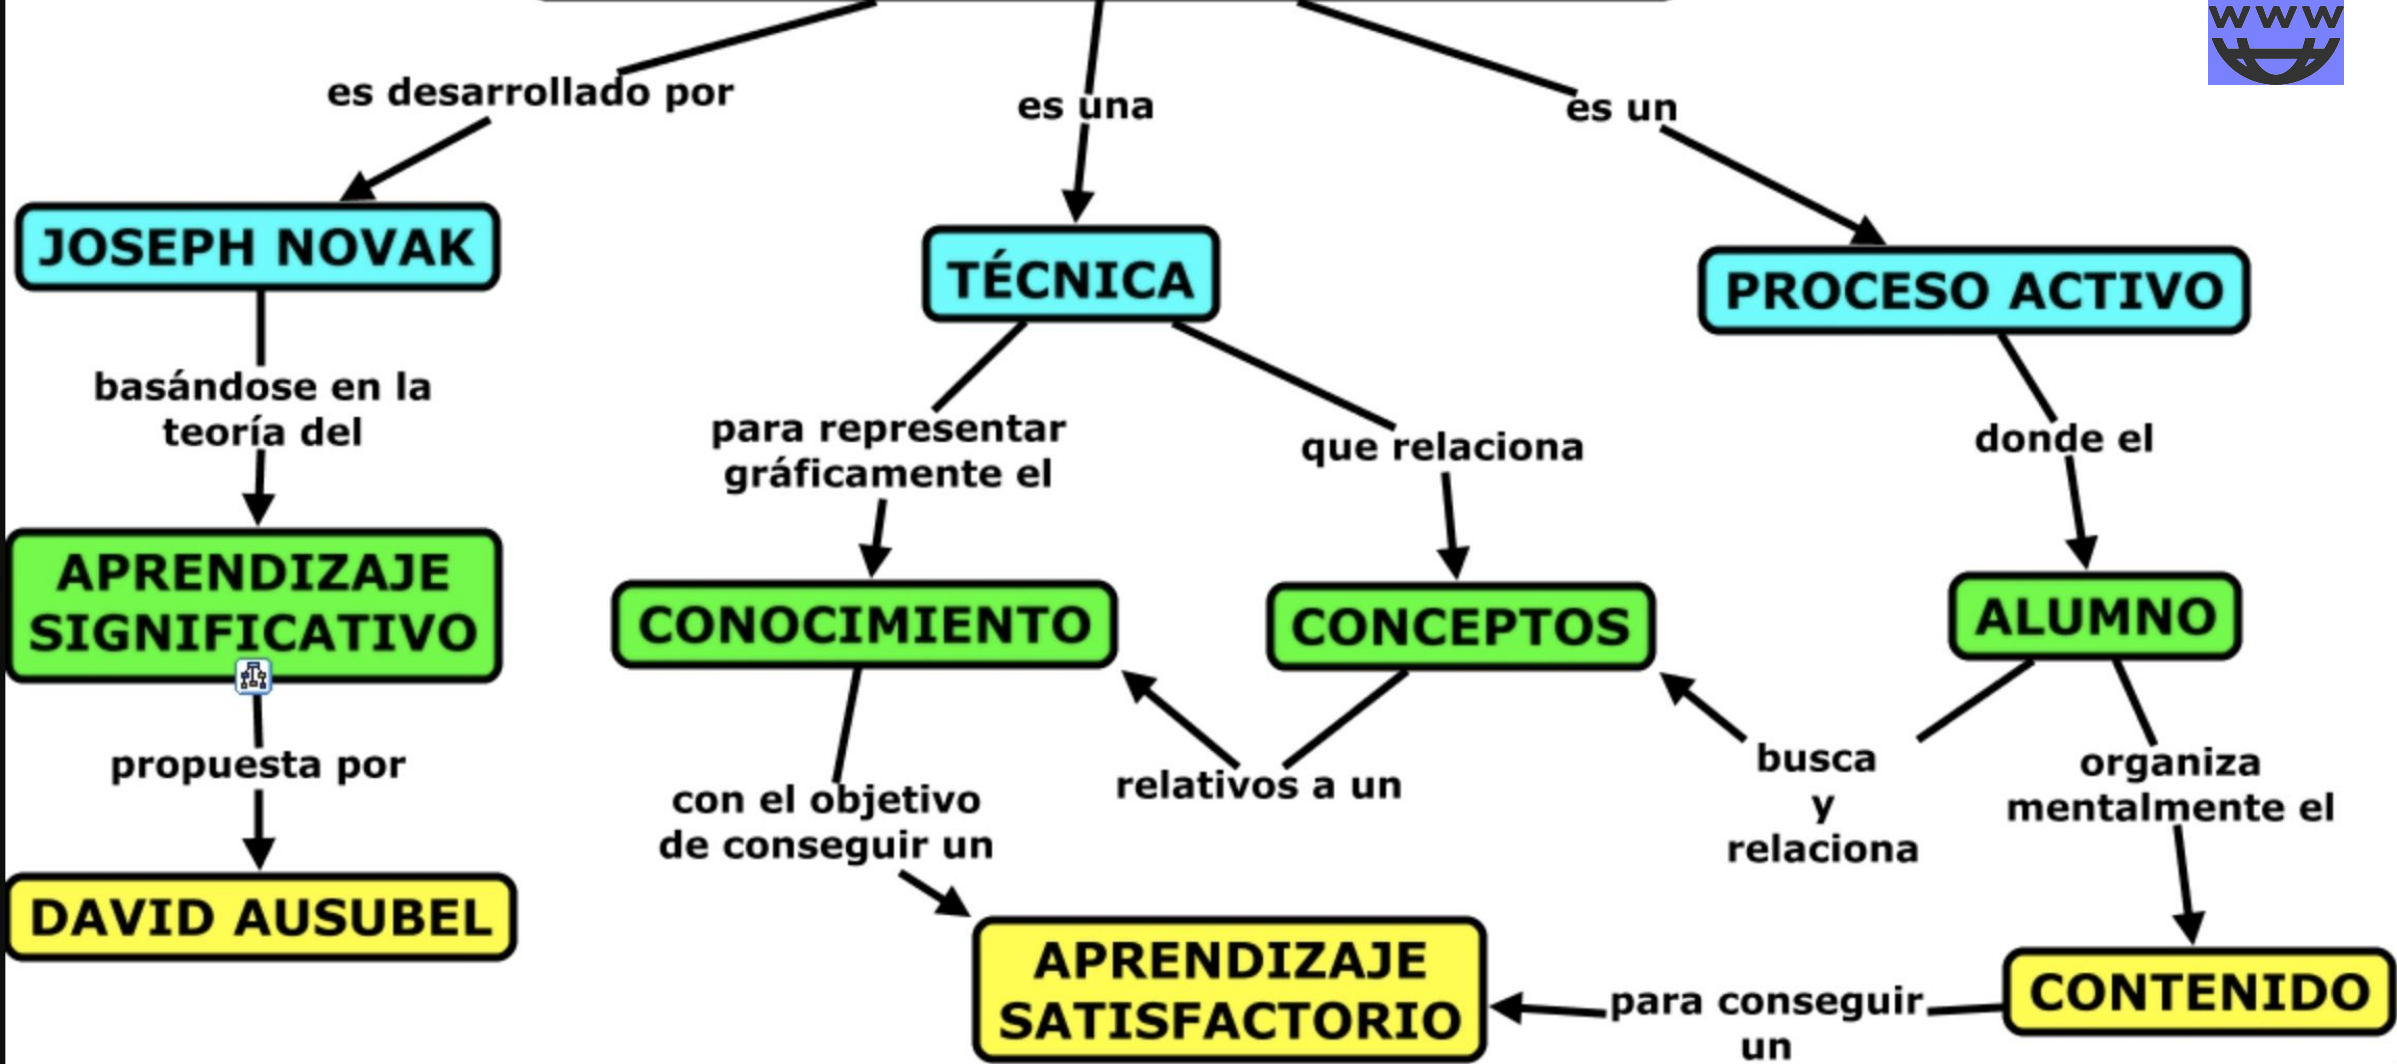 WWW
es desarrollado por
es una
es un
JOSEPH NOVAK
TÉCNICA
PROCESO ACTIVO
basándose en la
teoría del
para representar
gráficamente el
que relaciona
donde el
APRENDIZAJE
SIGNIFICATIVO
CONOCIMIENTO
CONCEPTOS
ALUMNO
propuesta por
con el objetivo
de conseguir un
relativos a un
busca
y
relaciona
organiza
mentalmente el
DAVID AUSUBEL
APRENDIZAJE
SATISFACTORIO
para conseguir
un
CONTENIDO